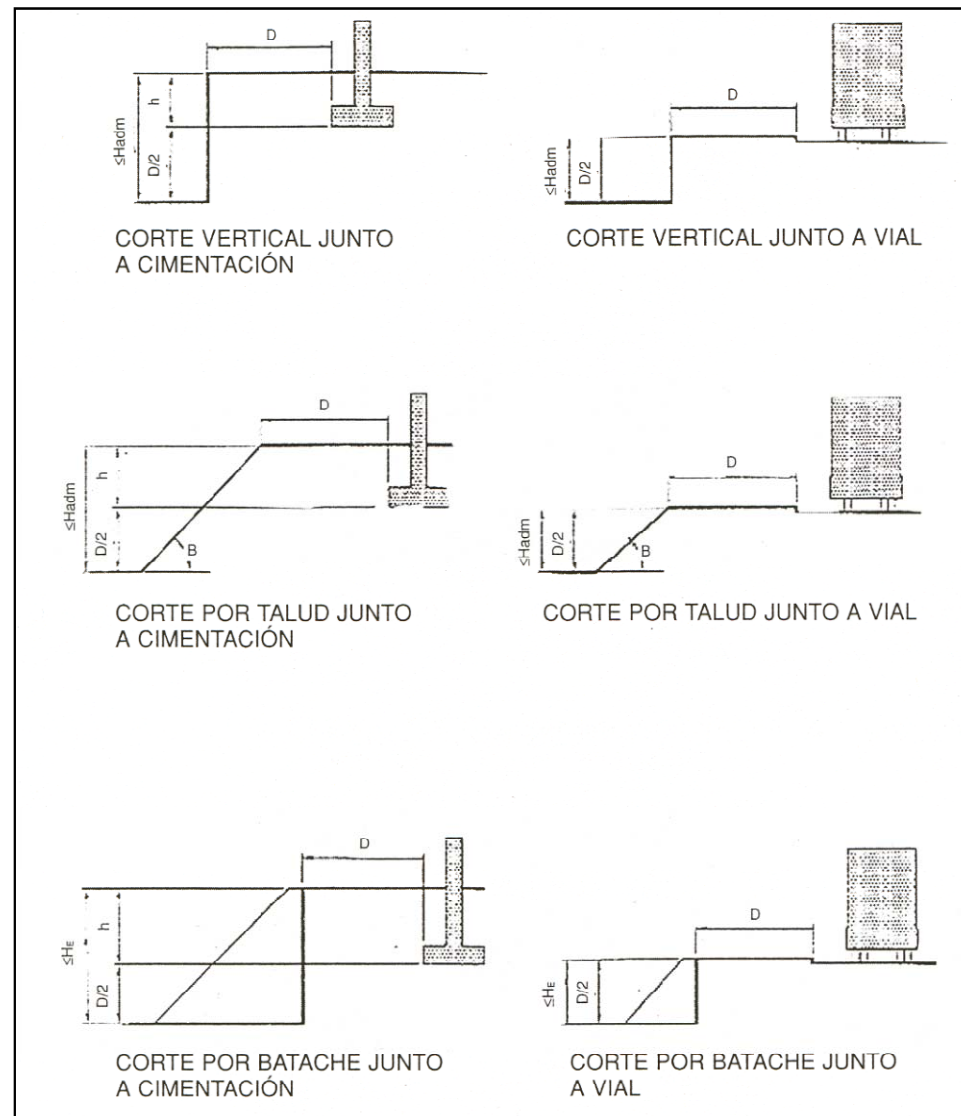 D
h
≤Hadm
D/2
CORTE VERTICAL JUNTO
A CIMENTACIÓN
D
≤Hadm
D/2
CORTE VERTICAL JUNTO A VIAL
D
h
≤Hadm
D/2
B
CORTE POR TALUD JUNTO
A CIMENTACIÓN
D
≤Hadm
D/2
B
CORTE POR TALUD JUNTO A VIAL
D
h
≤HE
D/2
CORTE POR BATACHE JUNTO
A CIMENTACIÓN
D
≤HE
D/2
CORTE POR BATACHE JUNTO
A VIAL